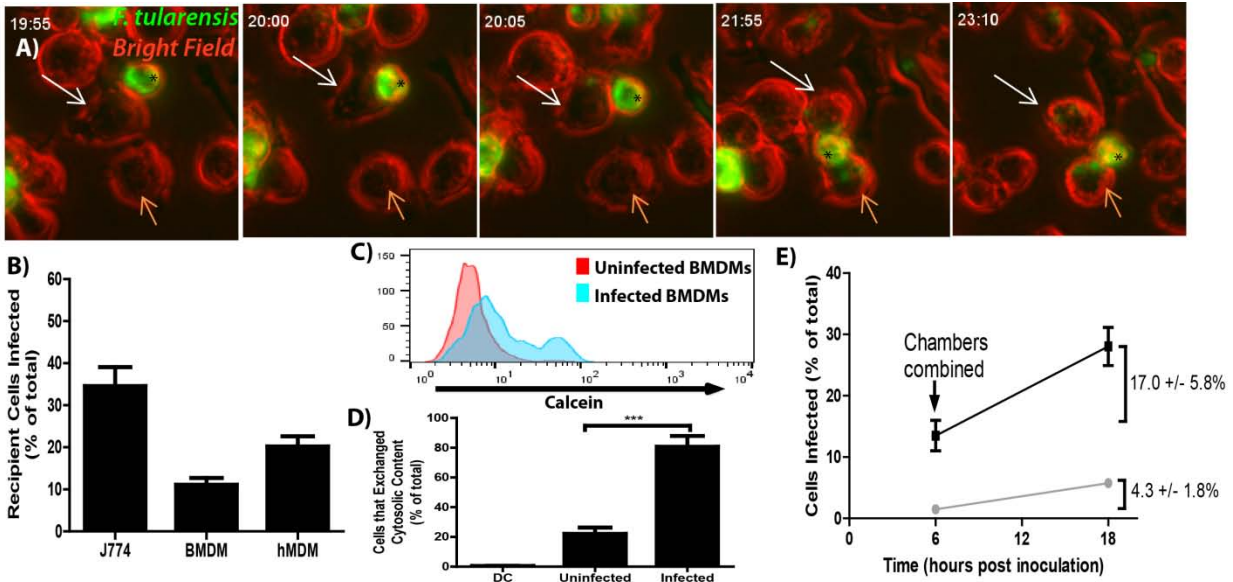 19:55
F. tularensis
A) Bright Field
20:00
20:05
21:55
23:10
*
*
*
*
*
B)
Recipient Cells Infected
(% of total)
60
50
40
30
20
10
0
J774
BMDM
hMDM
C)
150
100
50
0
Uninfected BMDMs
Infected BMDMs
10^0
10^1
10^2
10^3
10^4
Calcein
D)
Cells that Exchanged
Cytosolic Content
(% of total)
100
80
60
40
20
0
***
DC
Uninfected
Infected
E)
Cells Infected (% of total)
40
30
20
10
0
Chambers
combined
17.0 +/- 5.8%
4.3 +/- 1.8%
0
6
12
18
Time (hours post inoculation)